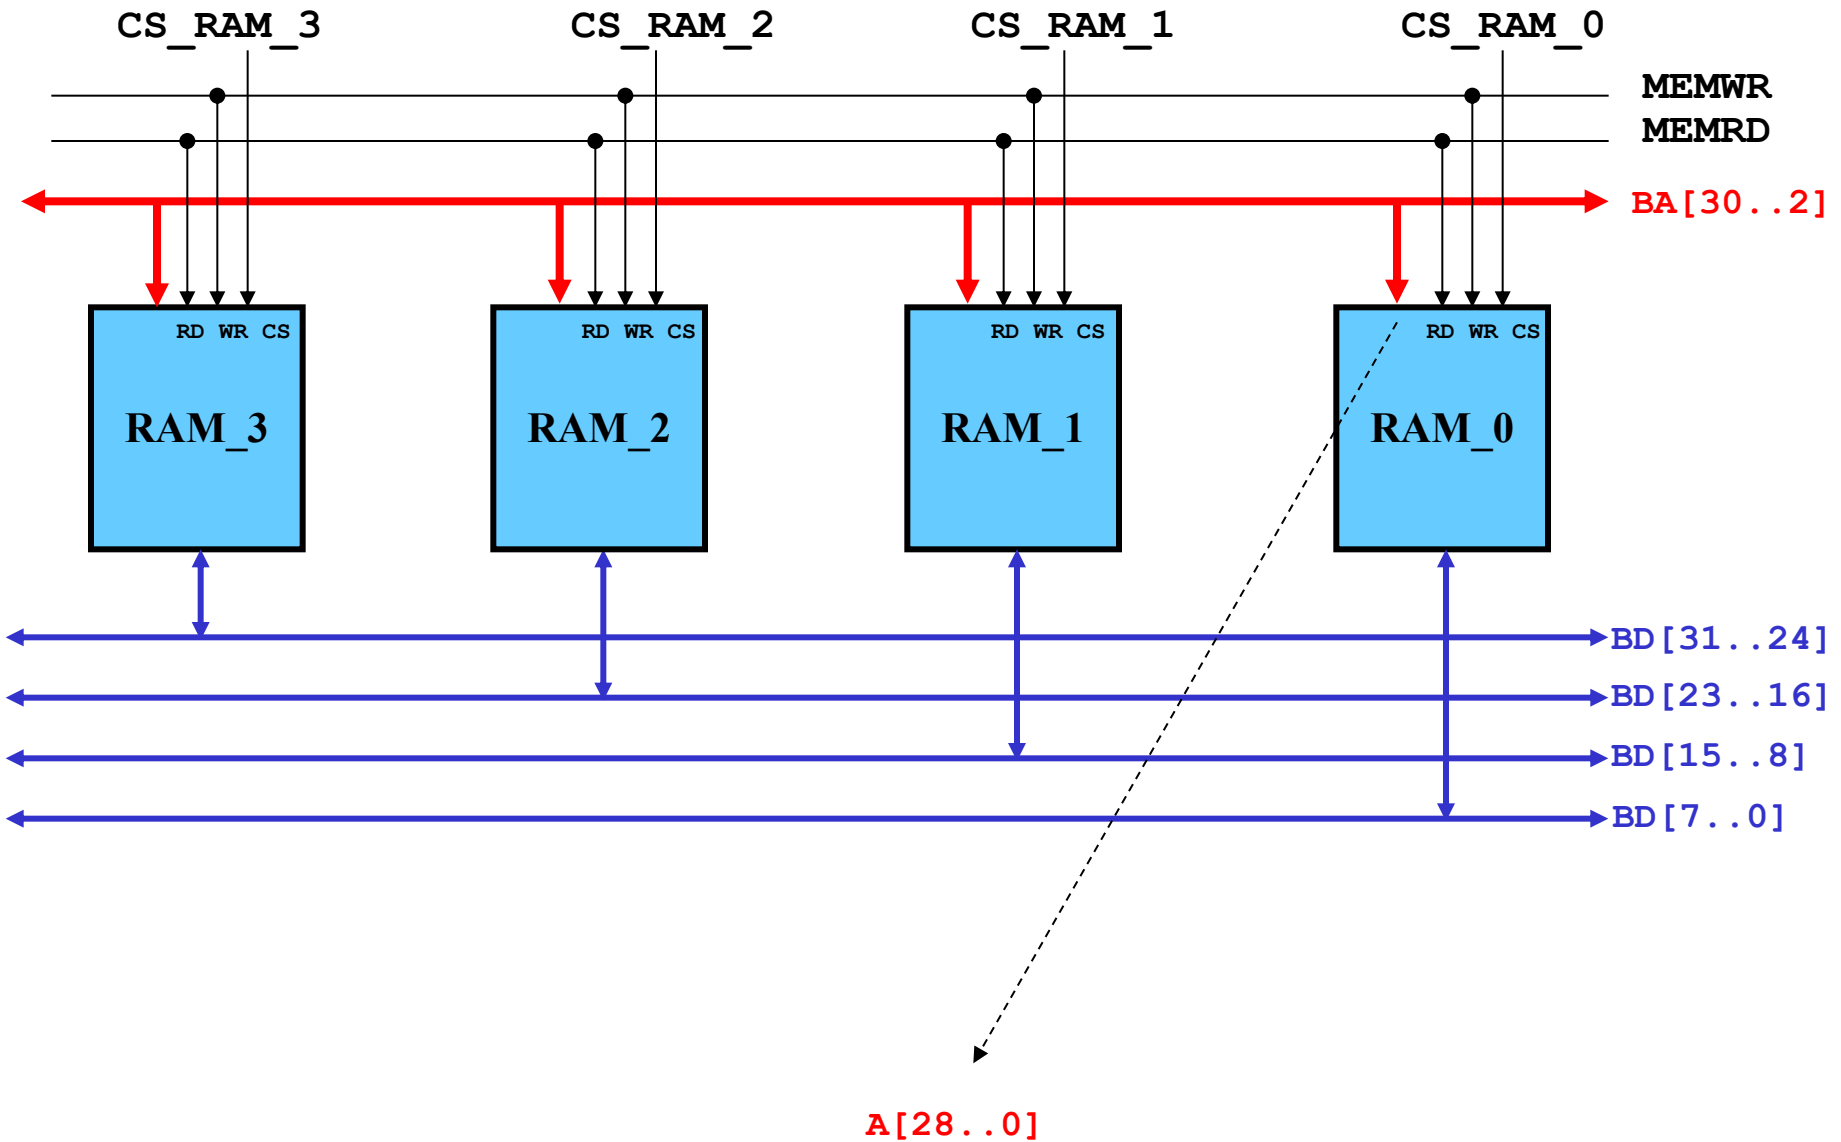 CS_RAM_3 CS_RAM_2 CS_RAM_1 CS_RAM_0
MEMWR
MEMRD
BA[30..2]
RD WR CS RD WR CS RD WR CS RD WR CS
RAM_3 RAM_2 RAM_1 RAM_0
BD[31..24]
BD[23..16]
BD[15..8]
BD[7..0]
A[28..0]